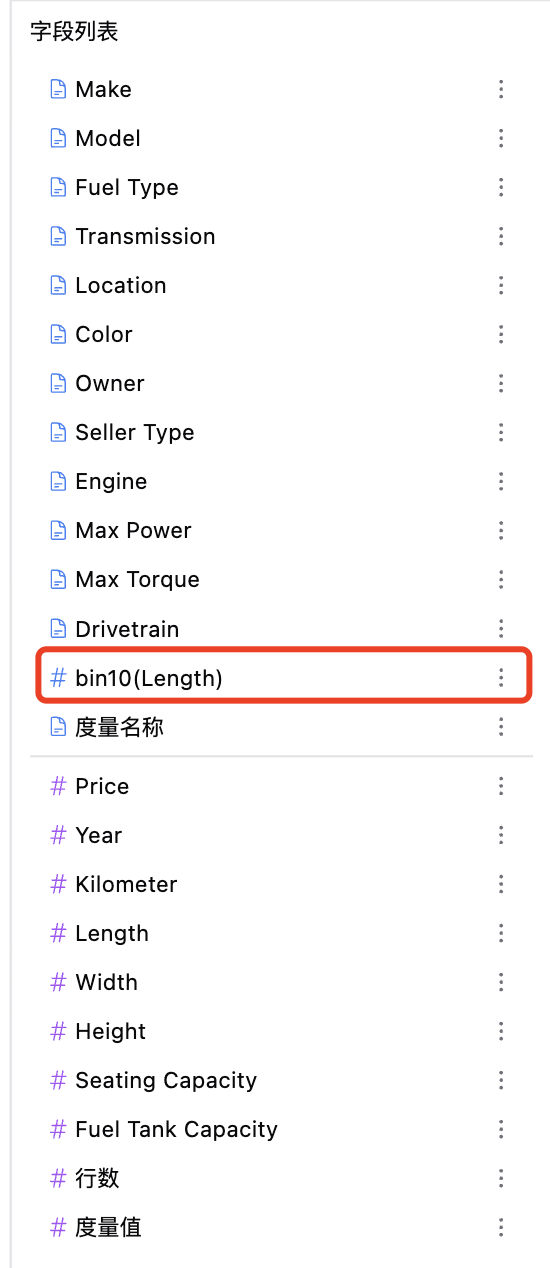 字段列表
Make
Model
Fuel Type
Transmission
Location
Color
Owner
Seller Type
Engine
Max Power
Max Torque
Drivetrain
# bin10(Length)
度量名称
# Price
# Year
# Kilometer
# Length
# Width
# Height
# Seating Capacity
# Fuel Tank Capacity
# 行数
# 度量值